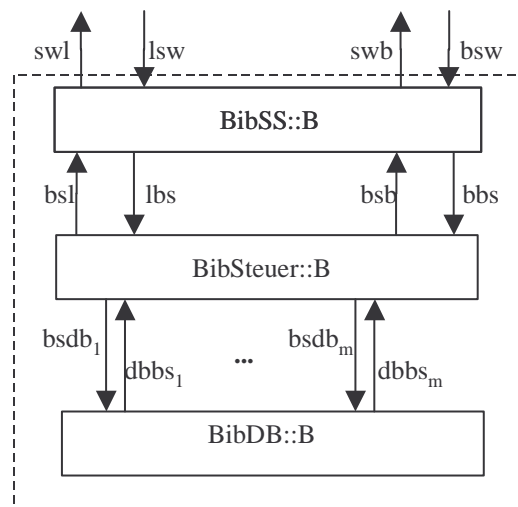 swl lsw swb bsw
BibSS::B
bsl lbs bsb bbs
BibSteuer::B
bsdb₁ dbbs₁ ... bsdbₘ dbbsₘ
BibDB::B